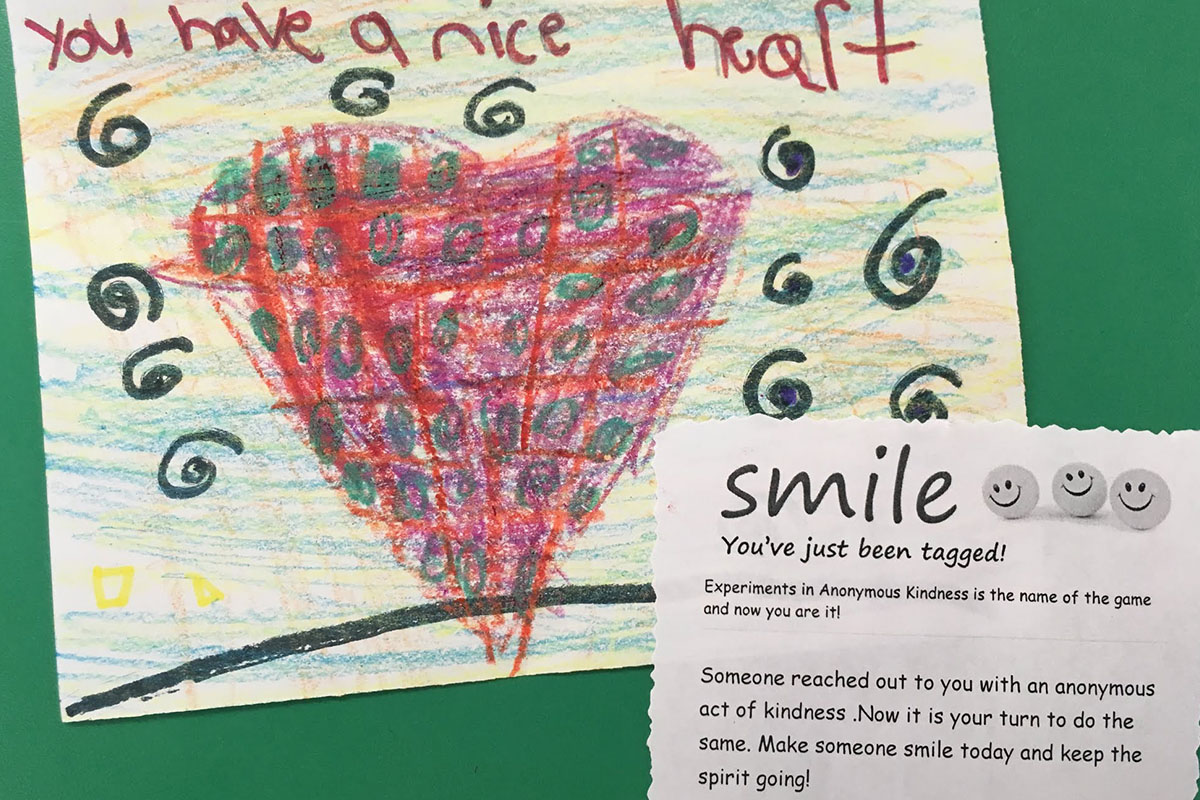 you have a nice heart
smile
You've just been tagged!
Experiments in Anonymous Kindness is the name of the game
and now you are it!
Someone reached out to you with an anonymous
act of kindness .Now it is your turn to do the
same. Make someone smile today and keep the
spirit going!